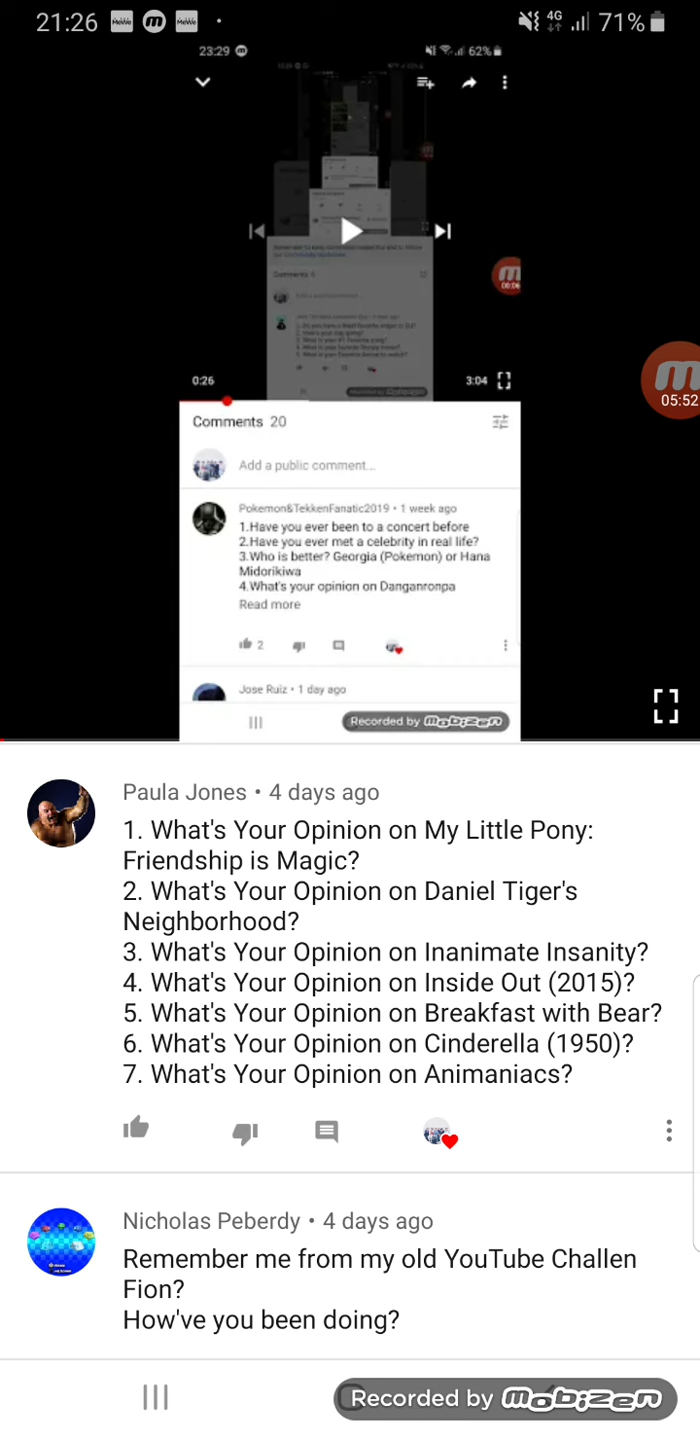 21:26 MeWe m MeWe 4G 71%
23:29 62%
00:06
05:52
0:26 3:04
Comments 20
Add a public comment...
Pokemon&TekkenFanatic2019 • 1 week ago
1.Have you ever been to a concert before
2.Have you ever met a celebrity in real life?
3.Who is better? Georgia (Pokemon) or Hana
Midorikiwa
4.What's your opinion on Danganronpa
Read more
2
Jose Ruiz • 1 day ago
Recorded by mobizen
Paula Jones • 4 days ago
1. What's Your Opinion on My Little Pony:
Friendship is Magic?
2. What's Your Opinion on Daniel Tiger's
Neighborhood?
3. What's Your Opinion on Inanimate Insanity?
4. What's Your Opinion on Inside Out (2015)?
5. What's Your Opinion on Breakfast with Bear?
6. What's Your Opinion on Cinderella (1950)?
7. What's Your Opinion on Animaniacs?
Nicholas Peberdy • 4 days ago
Remember me from my old YouTube Challen
Fion?
How've you been doing?
Recorded by mobizen